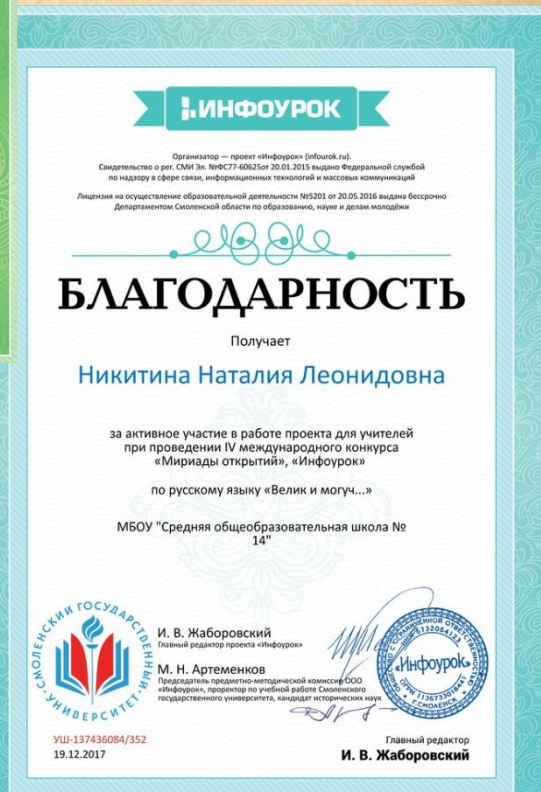 ИНФОУРОК
Организатор — проект «Инфоурок» (infourok.ru).
Свидетельство о рег. СМИ Эл. №ФС77-60625от 20.01.2015 выдано Федеральной службой
по надзору в сфере связи, информационных технологий и массовых коммуникаций
Лицензия на осуществление образовательной деятельности №5201 от 20.05.2016 выдана бессрочно
Департаментом Смоленской области по образованию, науке и делам молодёжи
БЛАГОДАРНОСТЬ
Получает
Никитина Наталия Леонидовна
за активное участие в работе проекта для учителей
при проведении IV международного конкурса
«Мириады открытий», «Инфоурок»
по русскому языку «Велик и могуч...»
МБОУ "Средняя общеобразовательная школа №
14"
СМОЛЕНСКИЙ ГОСУДАРСТВЕННЫЙ УНИВЕРСИТЕТ
И. В. Жаборовский
Главный редактор проекта «Инфоурок»
М. Н. Артеменков
Председатель предметно-методической комиссии ООО
«Инфоурок», проректор по учебной работе Смоленского
государственного университета, кандидат исторических наук
«Инфоурок»
Г.СМОЛЕНСК
УШ-137436084/352
19.12.2017
Главный редактор
И. В. Жаборовский